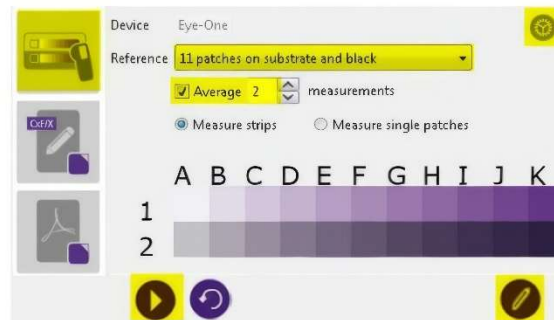 Device Eye-One
Reference 11 patches on substrate and black
Average 2 measurements
CxF/X
Measure strips Measure single patches
A B C D E F G H I J K
1
2